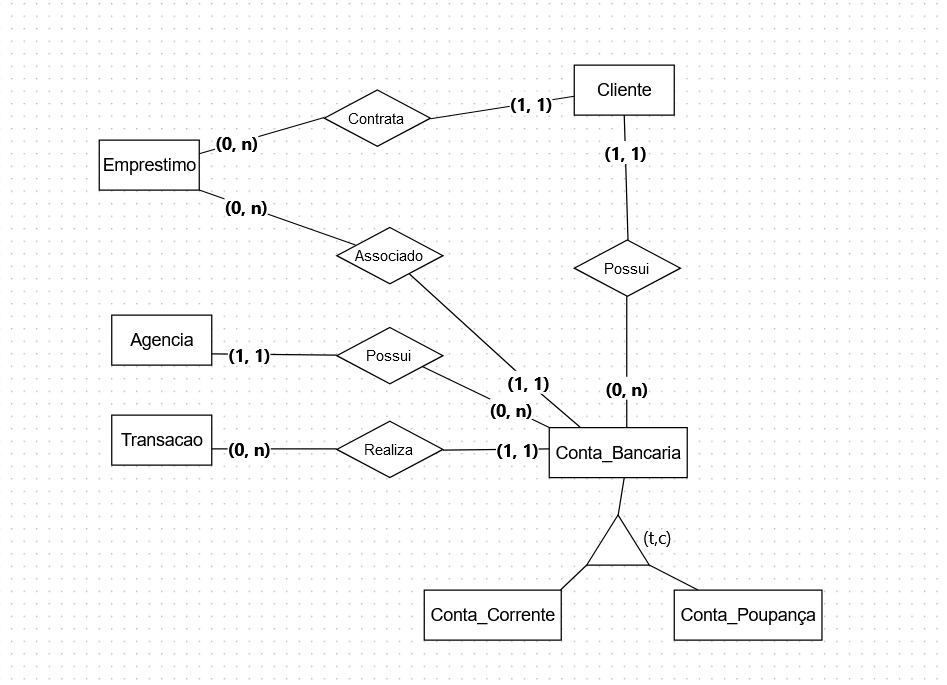 Cliente
(1, 1)
Contrata
(0, n)
(1, 1)
Emprestimo
(0, n)
Associado
Possui
Agencia
(1, 1)
Possui
(1, 1)
(0, n)
(0, n)
Transacao
(0, n)
Realiza
(1, 1)
Conta_Bancaria
(t,c)
Conta_Corrente
Conta_Poupança